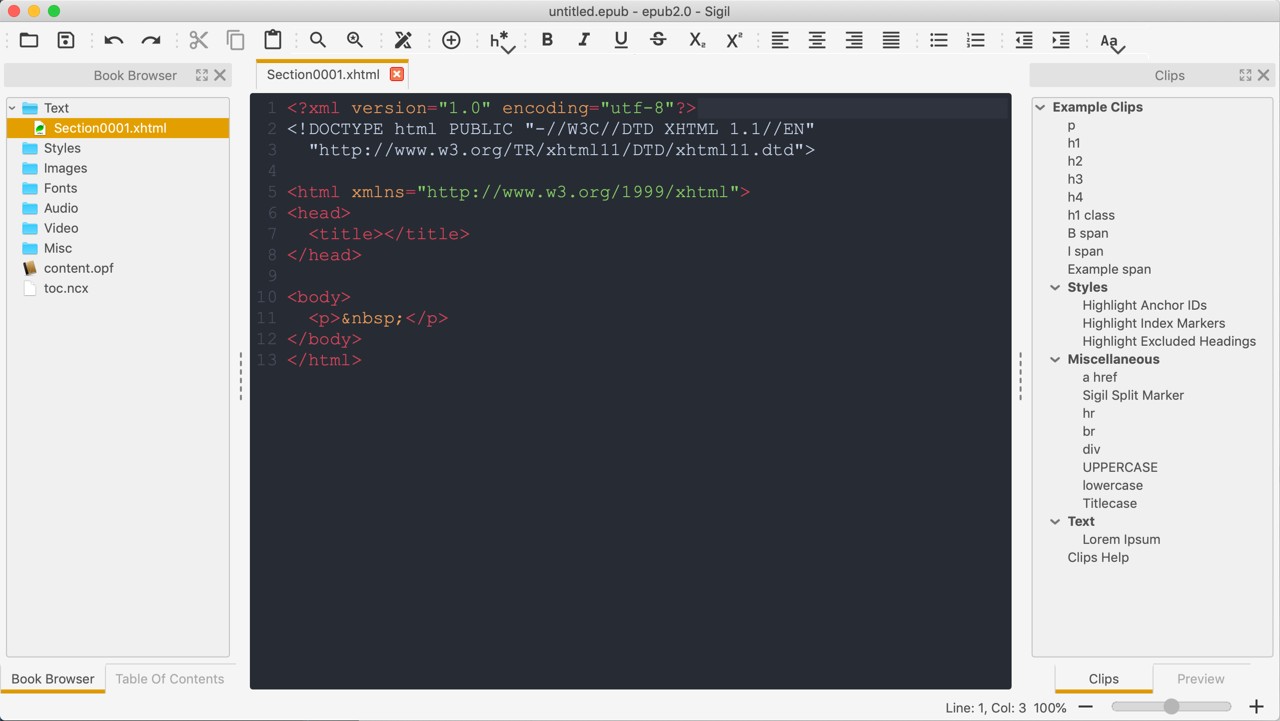 untitled.epub - epub2.0 - Sigil
h* B I U S X₂ X² Aa
Book Browser
Text
Section0001.xhtml
Styles
Images
Fonts
Audio
Video
Misc
content.opf
toc.ncx
Book Browser Table Of Contents
Section0001.xhtml
1 <?xml version="1.0" encoding="utf-8"?>
2 <!DOCTYPE html PUBLIC "-//W3C//DTD XHTML 1.1//EN"
3   "http://www.w3.org/TR/xhtml11/DTD/xhtml11.dtd">
4
5 <html xmlns="http://www.w3.org/1999/xhtml">
6 <head>
7   <title></title>
8 </head>
9
10 <body>
11   <p>&nbsp;</p>
12 </body>
13 </html>
Clips
Example Clips
p
h1
h2
h3
h4
h1 class
B span
I span
Example span
Styles
Highlight Anchor IDs
Highlight Index Markers
Highlight Excluded Headings
Miscellaneous
a href
Sigil Split Marker
hr
br
div
UPPERCASE
lowercase
Titlecase
Text
Lorem Ipsum
Clips Help
Clips Preview
Line: 1, Col: 3 100%